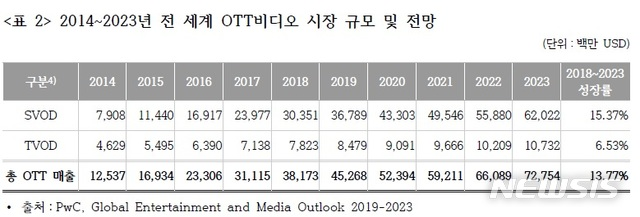 <표 2> 2014~2023년 전 세계 OTT비디오 시장 규모 및 전망
(단위 : 백만 USD)
구분4) 2014 2015 2016 2017 2018 2019 2020 2021 2022 2023 2018~2023 성장률
SVOD 7,908 11,440 16,917 23,977 30,351 36,789 43,303 49,546 55,880 62,022 15.37%
TVOD 4,629 5,495 6,390 7,138 7,823 8,479 9,091 9,666 10,209 10,732 6.53%
총 OTT 매출 12,537 16,934 23,306 31,115 38,173 45,268 52,394 59,211 66,089 72,754 13.77%
• 출처 : PwC, Global Entertainment and Media Outlook 2019-2023
NEWSIS